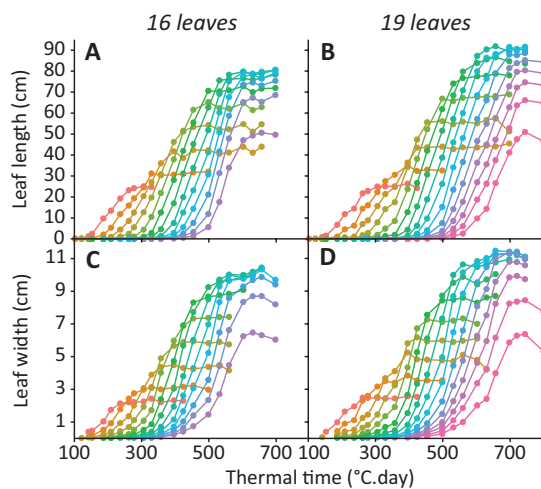 16 leaves 19 leaves
A B
Leaf length (cm)
90
80
70
60
50
40
30
20
10
0
C D
Leaf width (cm)
11
9
7
5
3
1
100 300 500 700 100 300 500 700
Thermal time (°C.day)